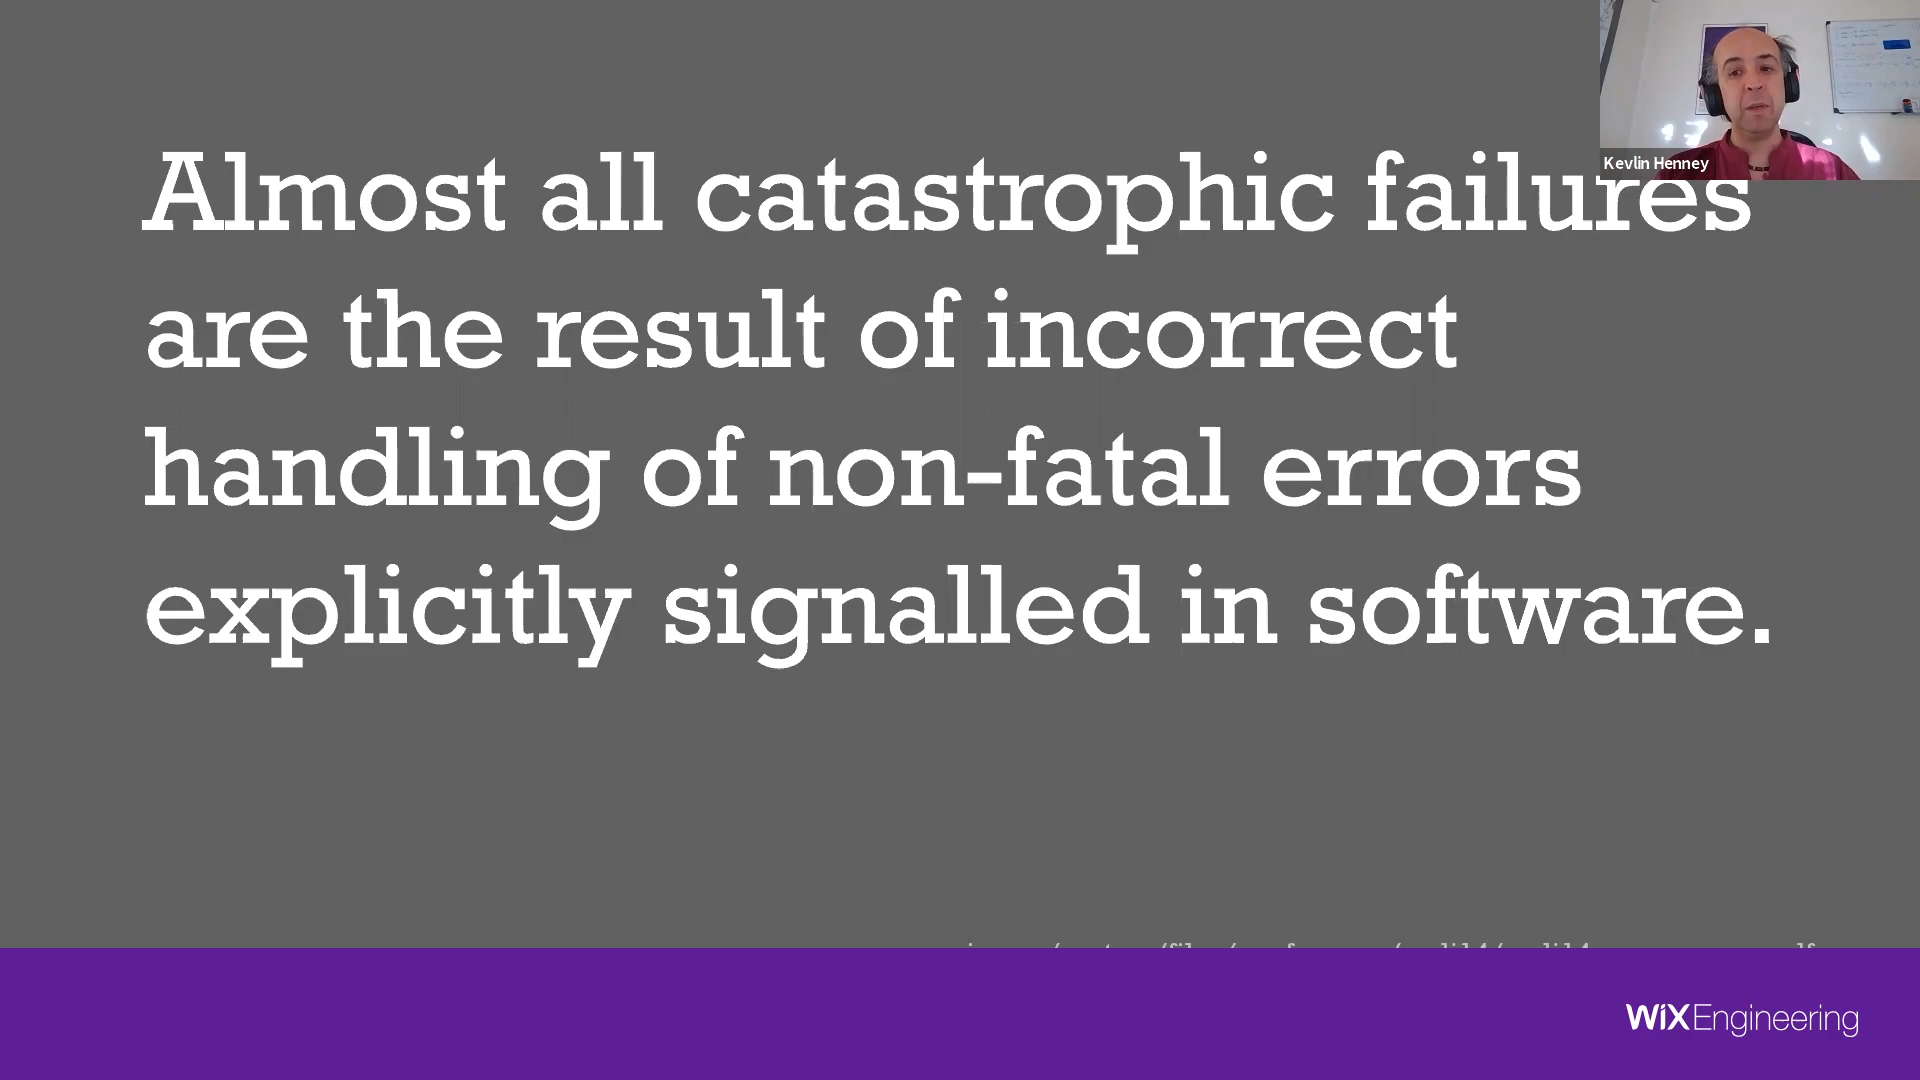 Kevlin Henney
Almost all catastrophic failures
are the result of incorrect
handling of non-fatal errors
explicitly signalled in software.
WiX Engineering